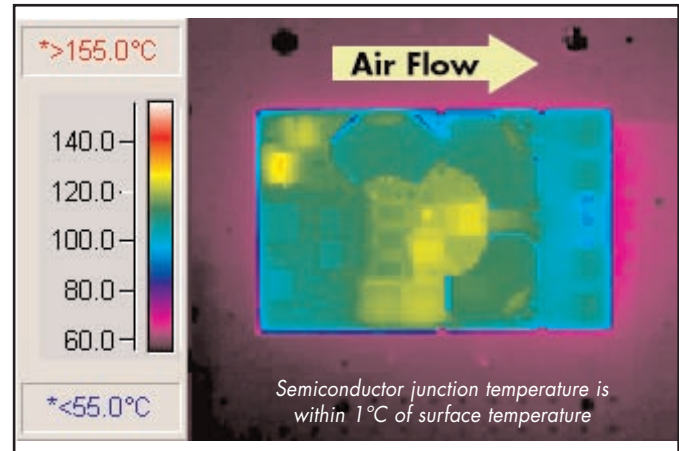 *>155.0°C
Air Flow
140.0
120.0
100.0
80.0
60.0
*<55.0°C
Semiconductor junction temperature is
within 1°C of surface temperature